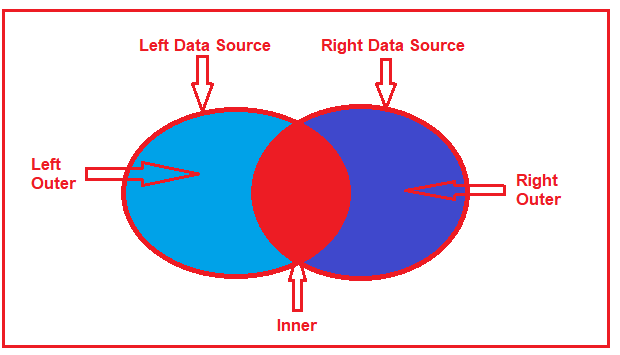 Left Data Source
Right Data Source
Left
Outer
Right
Outer
Inner